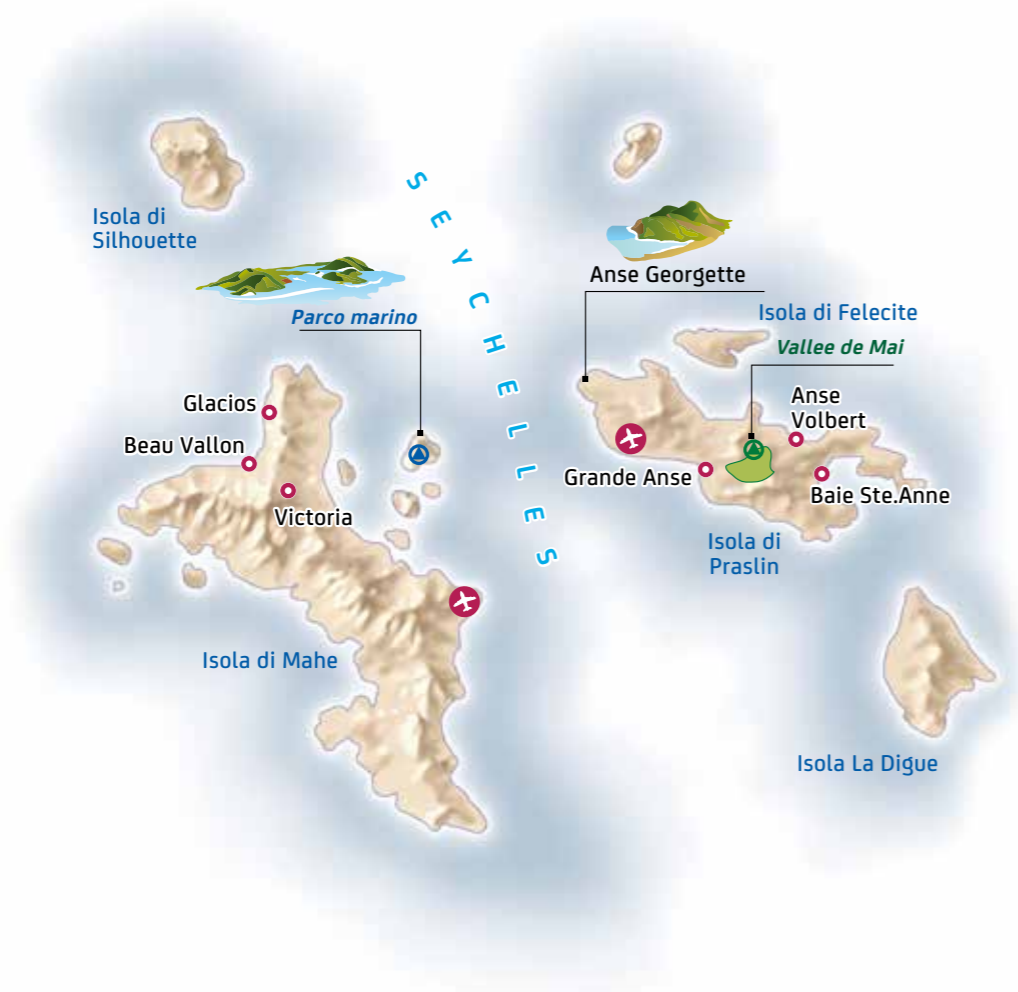 SEYCHELLES
Isola di
Silhouette
Anse Georgette
Parco marino
Isola di Felecite
Vallee de Mai
Glacios
Anse
Volbert
Beau Vallon
Grande Anse
Baie Ste.Anne
Victoria
Isola di
Praslin
Isola di Mahe
Isola La Digue